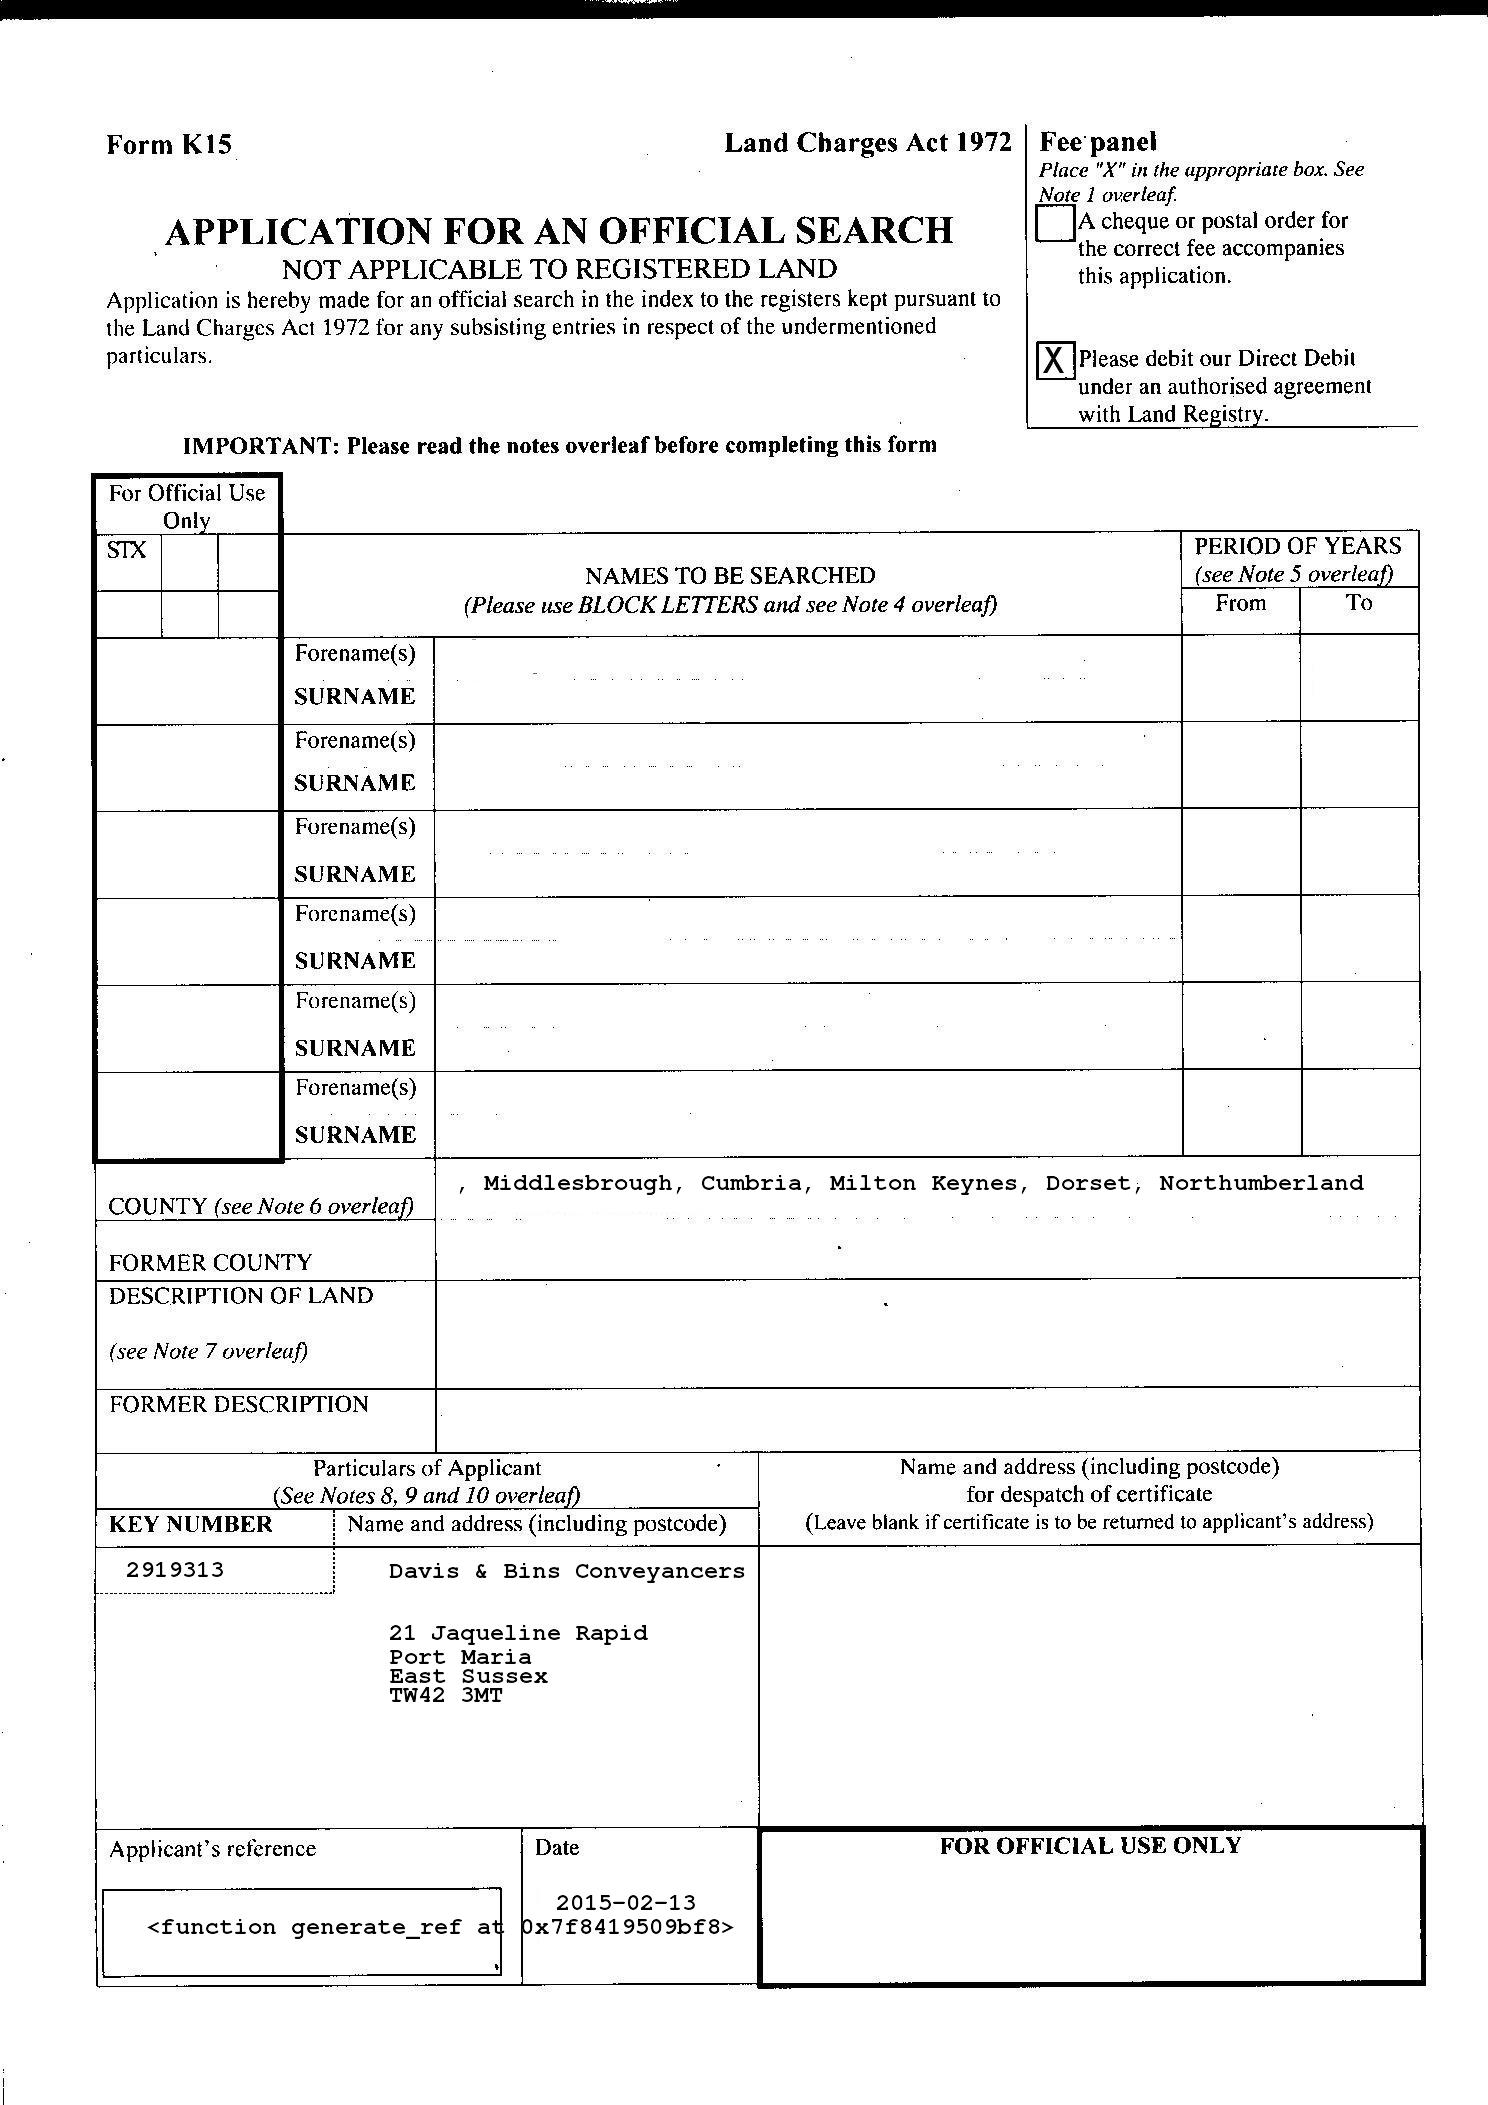 Form K15
Land Charges Act 1972
Fee panel
Place "X" in the appropriate box. See
Note 1 overleaf.
APPLICATION FOR AN OFFICIAL SEARCH
NOT APPLICABLE TO REGISTERED LAND
Application is hereby made for an official search in the index to the registers kept pursuant to
the Land Charges Act 1972 for any subsisting entries in respect of the undermentioned
particulars.
A cheque or postal order for
the correct fee accompanies
this application.
X Please debit our Direct Debit
under an authorised agreement
with Land Registry.
IMPORTANT: Please read the notes overleaf before completing this form
For Official Use
Only
STX
NAMES TO BE SEARCHED
(Please use BLOCK LETTERS and see Note 4 overleaf)
PERIOD OF YEARS
(see Note 5 overleaf)
From To
Forename(s)
SURNAME
Forename(s)
SURNAME
Forename(s)
SURNAME
Forename(s)
SURNAME
Forename(s)
SURNAME
Forename(s)
SURNAME
COUNTY (see Note 6 overleaf)
, Middlesbrough, Cumbria, Milton Keynes, Dorset, Northumberland
FORMER COUNTY
DESCRIPTION OF LAND
(see Note 7 overleaf)
FORMER DESCRIPTION
Particulars of Applicant
(See Notes 8, 9 and 10 overleaf)
KEY NUMBER
Name and address (including postcode)
Name and address (including postcode)
for despatch of certificate
(Leave blank if certificate is to be returned to applicant's address)
2919313
Davis & Bins Conveyancers
21 Jaqueline Rapid
Port Maria
East Sussex
TW42 3MT
Applicant's reference
Date
FOR OFFICIAL USE ONLY
2015-02-13
<function generate_ref at 0x7f8419509bf8>